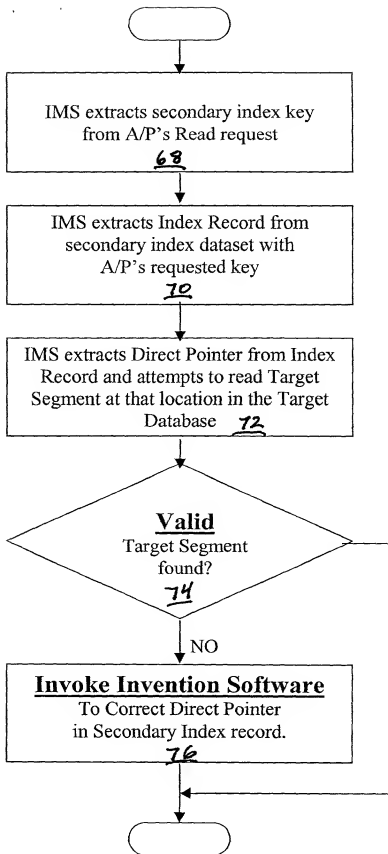 IMS extracts secondary index key
from A/P's Read request
68
IMS extracts Index Record from
secondary index dataset with
A/P's requested key
70
IMS extracts Direct Pointer from Index
Record and attempts to read Target
Segment at that location in the Target
Database 72
Valid
Target Segment
found?
74
NO
Invoke Invention Software
To Correct Direct Pointer
in Secondary Index record.
76